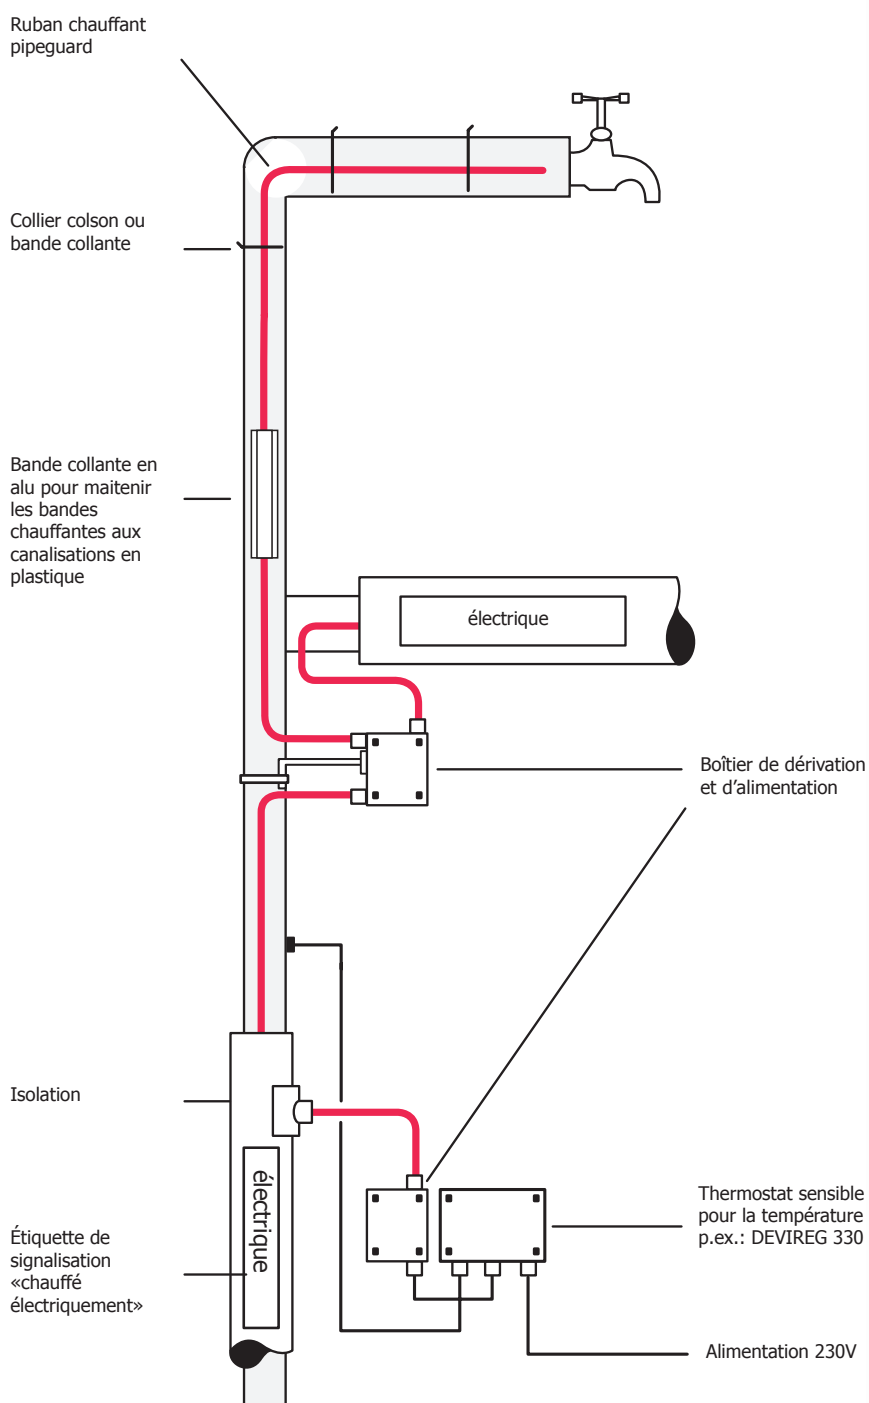 Ruban chauffant
pipeguard
Collier colson ou
bande collante
Bande collante en
alu pour maitenir
les bandes
chauffantes aux
canalisations en
plastique
électrique
Boîtier de dérivation
et d’alimentation
Isolation
électrique
Étiquette de
signalisation
«chauffé
électriquement»
Thermostat sensible
pour la température
p.ex.: DEVIREG 330
Alimentation 230V